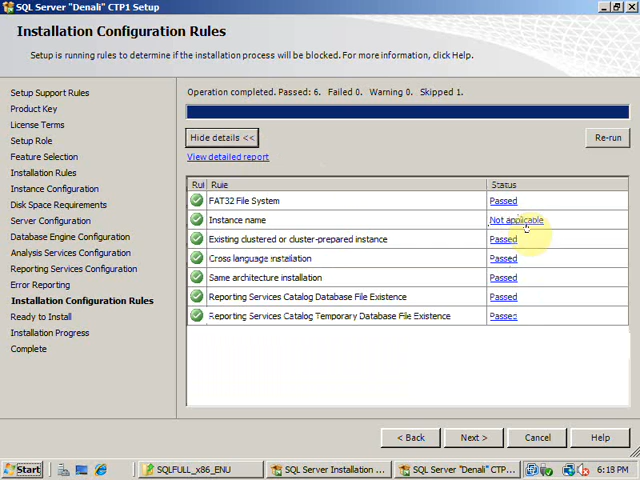 SQL Server "Denali" CTP1 Setup
Installation Configuration Rules
Setup is running rules to determine if the installation process will be blocked. For more information, click Help.
Setup Support Rules
Product Key
License Terms
Setup Role
Feature Selection
Installation Rules
Instance Configuration
Disk Space Requirements
Server Configuration
Database Engine Configuration
Analysis Services Configuration
Reporting Services Configuration
Error Reporting
Installation Configuration Rules
Ready to Install
Installation Progress
Complete
Operation completed. Passed: 6. Failed 0. Warning 0. Skipped 1.
Hide details <<
Re-run
View detailed report
Rul Rule Status
FAT32 File System Passed
Instance name Not applicable
Existing clustered or cluster-prepared instance Passed
Cross language installation Passed
Same architecture installation Passed
Reporting Services Catalog Database File Existence Passed
Reporting Services Catalog Temporary Database File Existence Passed
< Back Next > Cancel Help
Start SQLFULL_x86_ENU SQL Server Installation ... SQL Server "Denali" CTP... 6:13 PM